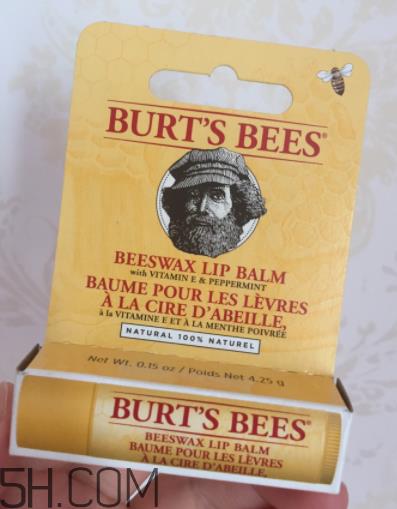 BURT'S BEES®
BEESWAX LIP BALM
with VITAMIN E & PEPPERMINT
BAUME POUR LES LÈVRES
À LA CIRE D'ABEILLE,
à la VITAMINE E ET À LA MENTHE POIVRÉE
NATURAL 100% NATUREL
Net Wt. 0.15 oz / Poids Net 4.25 g
BURT'S BEES®
BEESWAX LIP BALM
BAUME POUR LES LÈVRES
À LA CIRE D'ABEILLE,
5H.COM